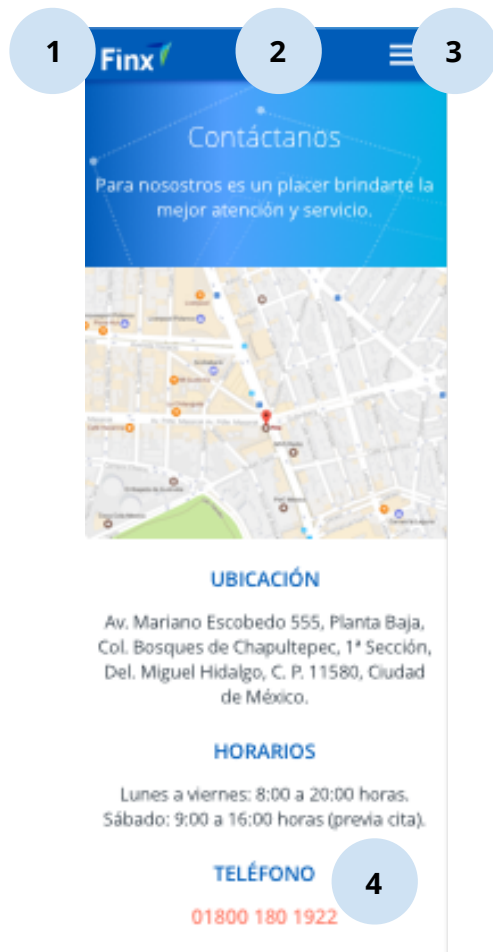 1
Finx
2
3
Contáctanos
Para nosostros es un placer brindarte la
mejor atención y servicio.
UBICACIÓN
Av. Mariano Escobedo 555, Planta Baja,
Col. Bosques de Chapultepec, 1ª Sección,
Del. Miguel Hidalgo, C. P. 11580, Ciudad
de México.
HORARIOS
Lunes a viernes: 8:00 a 20:00 horas.
Sábado: 9:00 a 16:00 horas (previa cita).
TELÉFONO
4
01800 180 1922